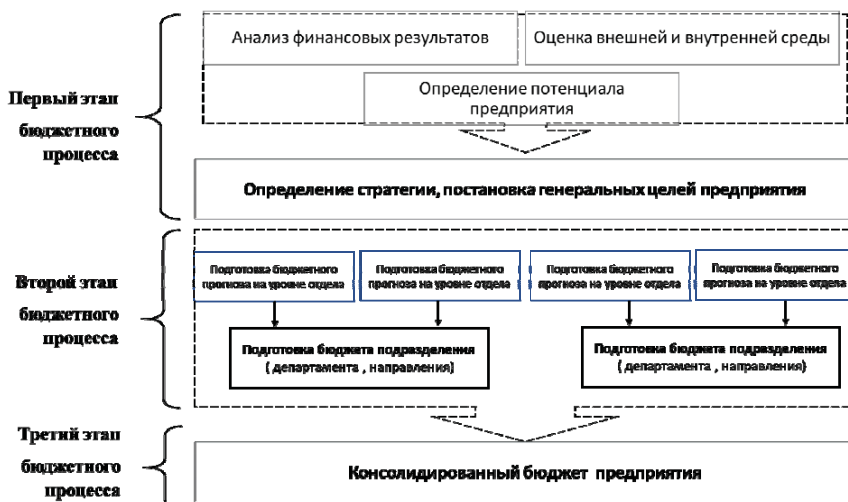 Анализ финансовых результатов
Оценка внешней и внутренней среды
Определение потенциала
предприятия
Первый этап
бюджетного
процесса
Определение стратегии, постановка генеральных целей предприятия
Второй этап
бюджетного
процесса
Подготовка бюджетного
прогноза на уровне отдела
Подготовка бюджетного
прогноза на уровне отдела
Подготовка бюджетного
прогноза на уровне отдела
Подготовка бюджетного
прогноза на уровне отдела
Подготовка бюджета подразделения
( департамента , направления)
Подготовка бюджета подразделения
( департамента , направления)
Третий этап
бюджетного
процесса
Консолидированный бюджет предприятия